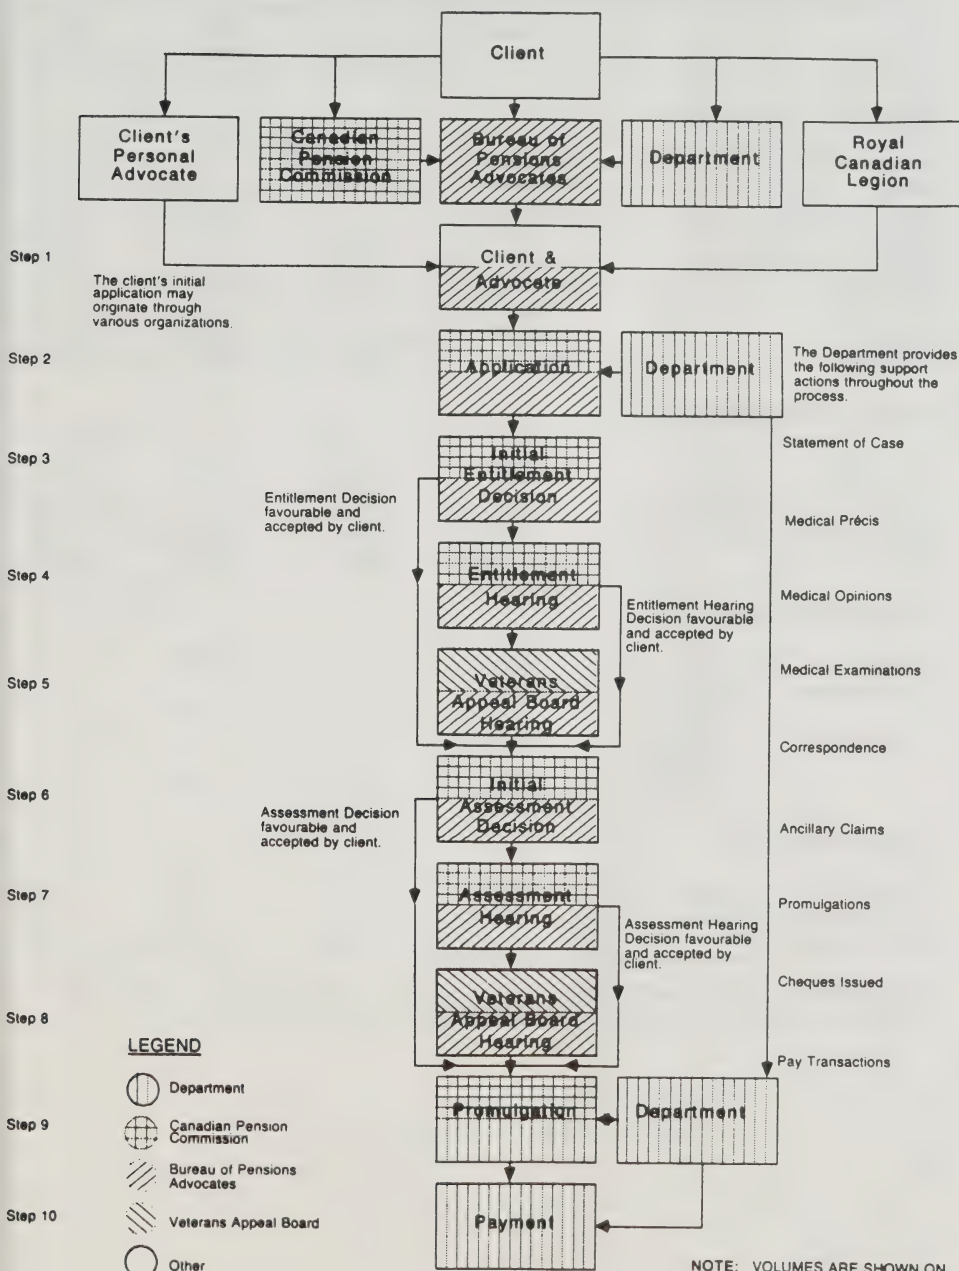 Client
Client's
Personal
Advocate
Canadian
Pension
Commission
Bureau of
Pensions
Advocates
Department
Royal
Canadian
Legion
Step 1
The client's initial
application may
originate through
various organizations.
Client &
Advocate
Step 2
Application
Department
The Department provides
the following support
actions throughout the
process.
Step 3
Initial
Entitlement
Decision
Statement of Case
Entitlement Decision
favourable and
accepted by client.
Medical Précis
Step 4
Entitlement
Hearing
Entitlement Hearing
Decision favourable
and accepted by
client.
Medical Opinions
Step 5
Veterans
Appeal Board
Hearing
Medical Examinations
Correspondence
Step 6
Initial
Assessment
Decision
Assessment Decision
favourable and
accepted by client.
Ancillary Claims
Step 7
Assessment
Hearing
Assessment Hearing
Decision favourable
and accepted by
client.
Promulgations
Cheques Issued
Step 8
Veterans
Appeal Board
Hearing
Pay Transactions
Step 9
Promulgation
Department
Step 10
Payment
LEGEND
Department
Canadian Pension
Commission
Bureau of Pensions
Advocates
Veterans Appeal Board
Other
NOTE: VOLUMES ARE SHOWN ON